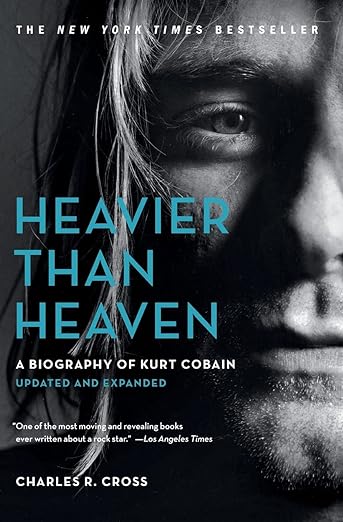 THE NEW YORK TIMES BESTSELLER
HEAVIER
THAN
HEAVEN
A BIOGRAPHY OF KURT COBAIN
UPDATED AND EXPANDED
"One of the most moving and revealing books
ever written about a rock star." —Los Angeles Times
CHARLES R. CROSS